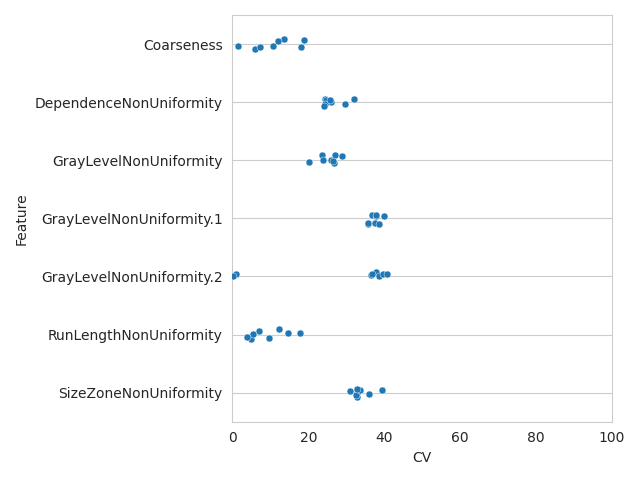 Coarseness
DependenceNonUniformity
GrayLevelNonUniformity
GrayLevelNonUniformity.1
GrayLevelNonUniformity.2
RunLengthNonUniformity
SizeZoneNonUniformity
Feature
0 20 40 60 80 100
CV